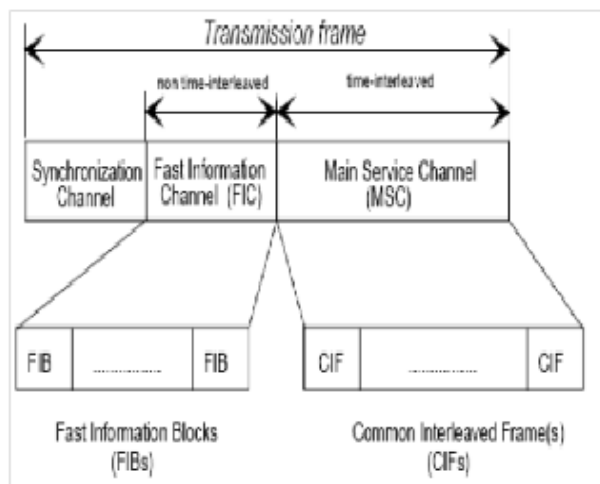 Transmission frame
non time-interleaved
time-interleaved
Synchronization
Channel
Fast Information
Channel (FIC)
Main Service Channel
(MSC)
FIB
..................
FIB
CIF
..................
CIF
Fast Information Blocks
(FIBs)
Common Interleaved Frame(s)
(CIFs)